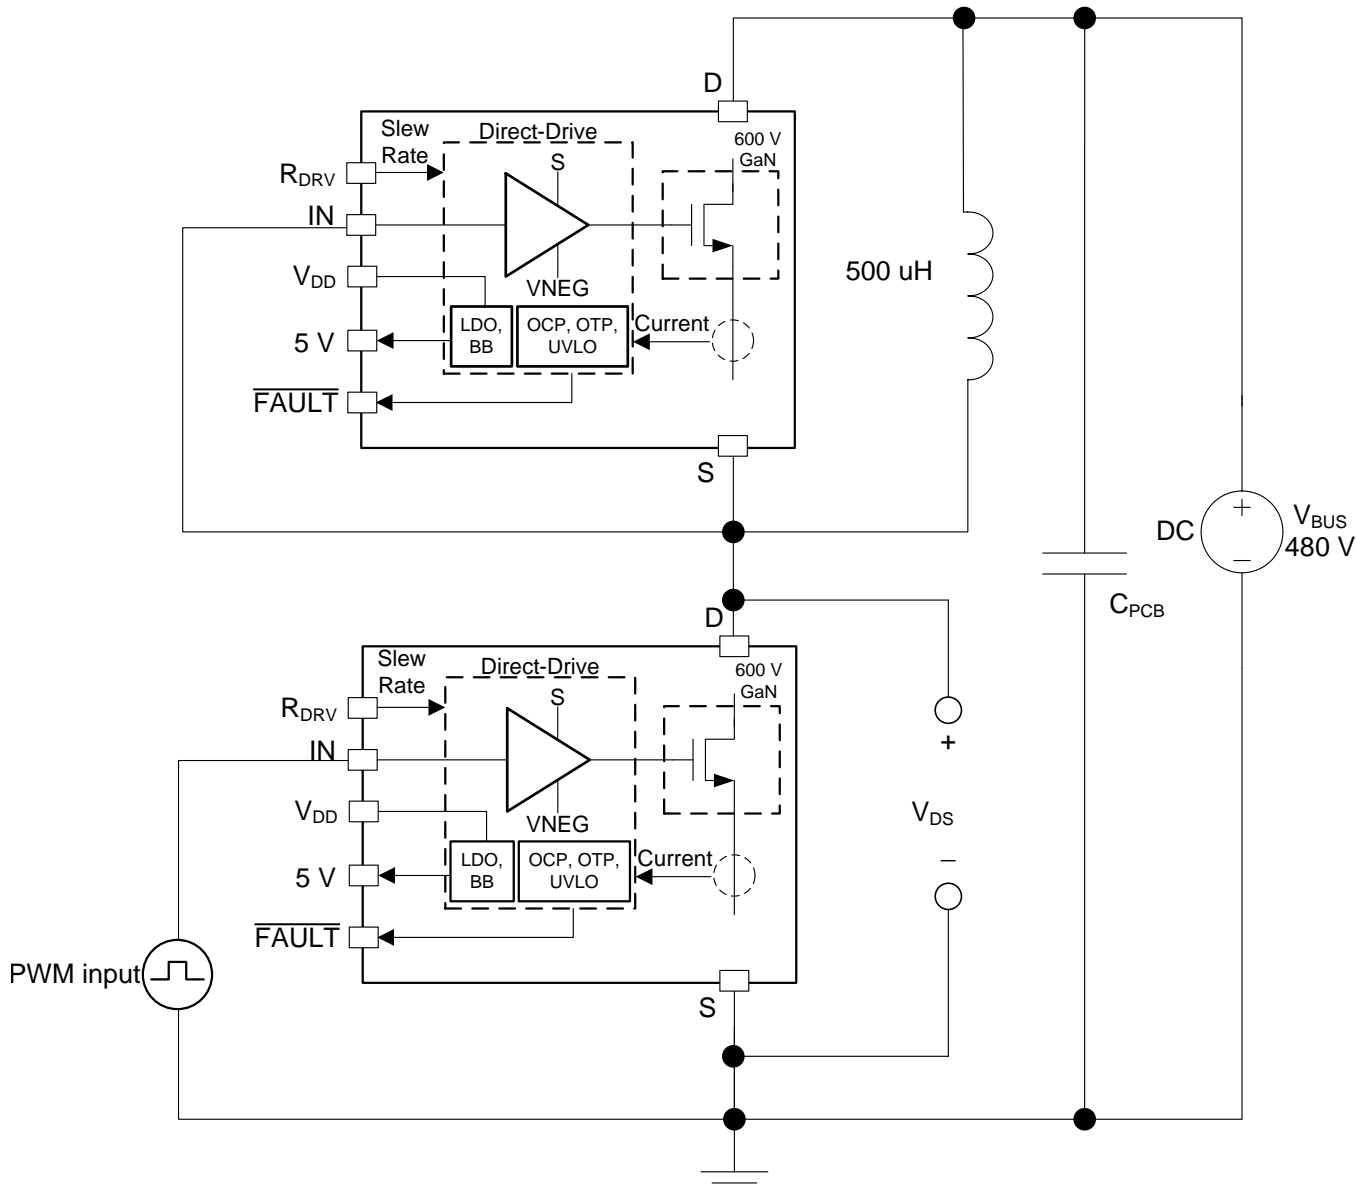 D
Slew
Rate
Direct-Drive
600 V
GaN
S
RDRV
IN
VDD
VNEG
500 uH
LDO,
BB
OCP, OTP,
UVLO
Current
5 V
FAULT
S
DC
+
–
VBUS
480 V
CPCB
D
Slew
Rate
Direct-Drive
600 V
GaN
S
RDRV
IN
+
VDD
VNEG
VDS
LDO,
BB
OCP, OTP,
UVLO
Current
–
5 V
FAULT
PWM input
S